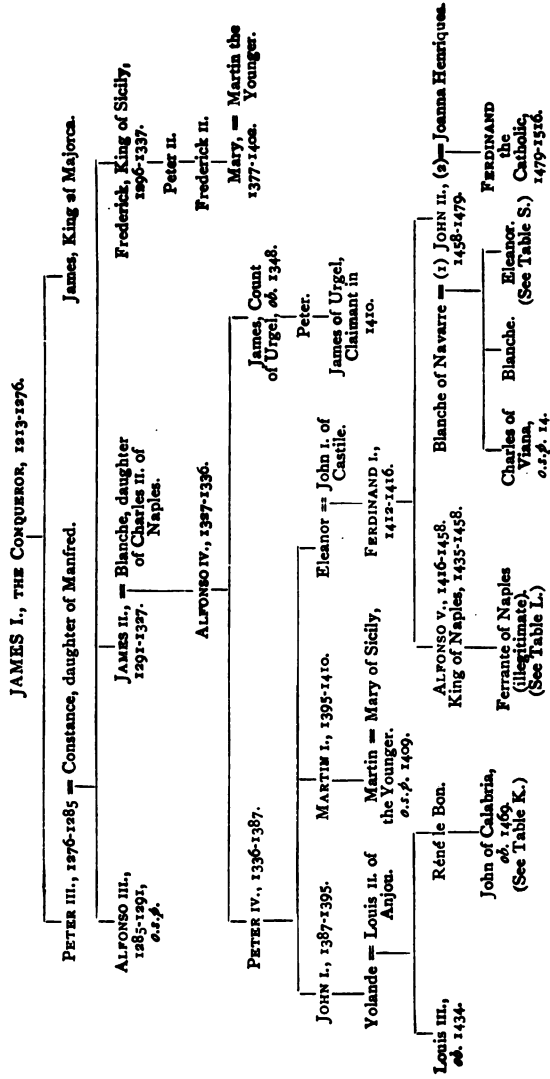 JAMES I., THE CONQUEROR, 1213-1276.
PETER III., 1276-1285 = Constance, daughter of Manfred.
James, King of Majorca.
ALFONSO III.,
1285-1291,
o.s.p.
JAMES II., = Blanche, daughter
1291-1327. of Charles II. of
Naples.
Frederick, King of Sicily,
1296-1337.
Peter II.
Frederick II.
Mary, = Martin the
1377-1402. Younger.
ALFONSO IV., 1327-1336.
PETER IV., 1336-1387.
James, Count
of Urgel, ob. 1348.
Peter.
James of Urgel,
Claimant in
1410.
JOHN I., 1387-1395.
Yolande = Louis II. of
Anjou.
MARTIN I., 1395-1410.
Martin = Mary of Sicily,
the Younger.
o.s.p. 1409.
Eleanor = John I. of
Castile.
FERDINAND I.,
1412-1416.
Louis III.,
ob. 1434.
Réné le Bon.
John of Calabria,
ob. 1469.
(See Table K.)
ALFONSO V., 1416-1458.
King of Naples, 1435-1458.
Ferrante of Naples
(illegitimate).
(See Table L.)
Blanche of Navarre = (1) JOHN II., (2) = Joanna Henriques.
1458-1479.
Charles of
Viana,
o.s.p. 14.
Blanche.
Eleanor.
(See Table S.)
FERDINAND
the
Catholic,
1479-1516.